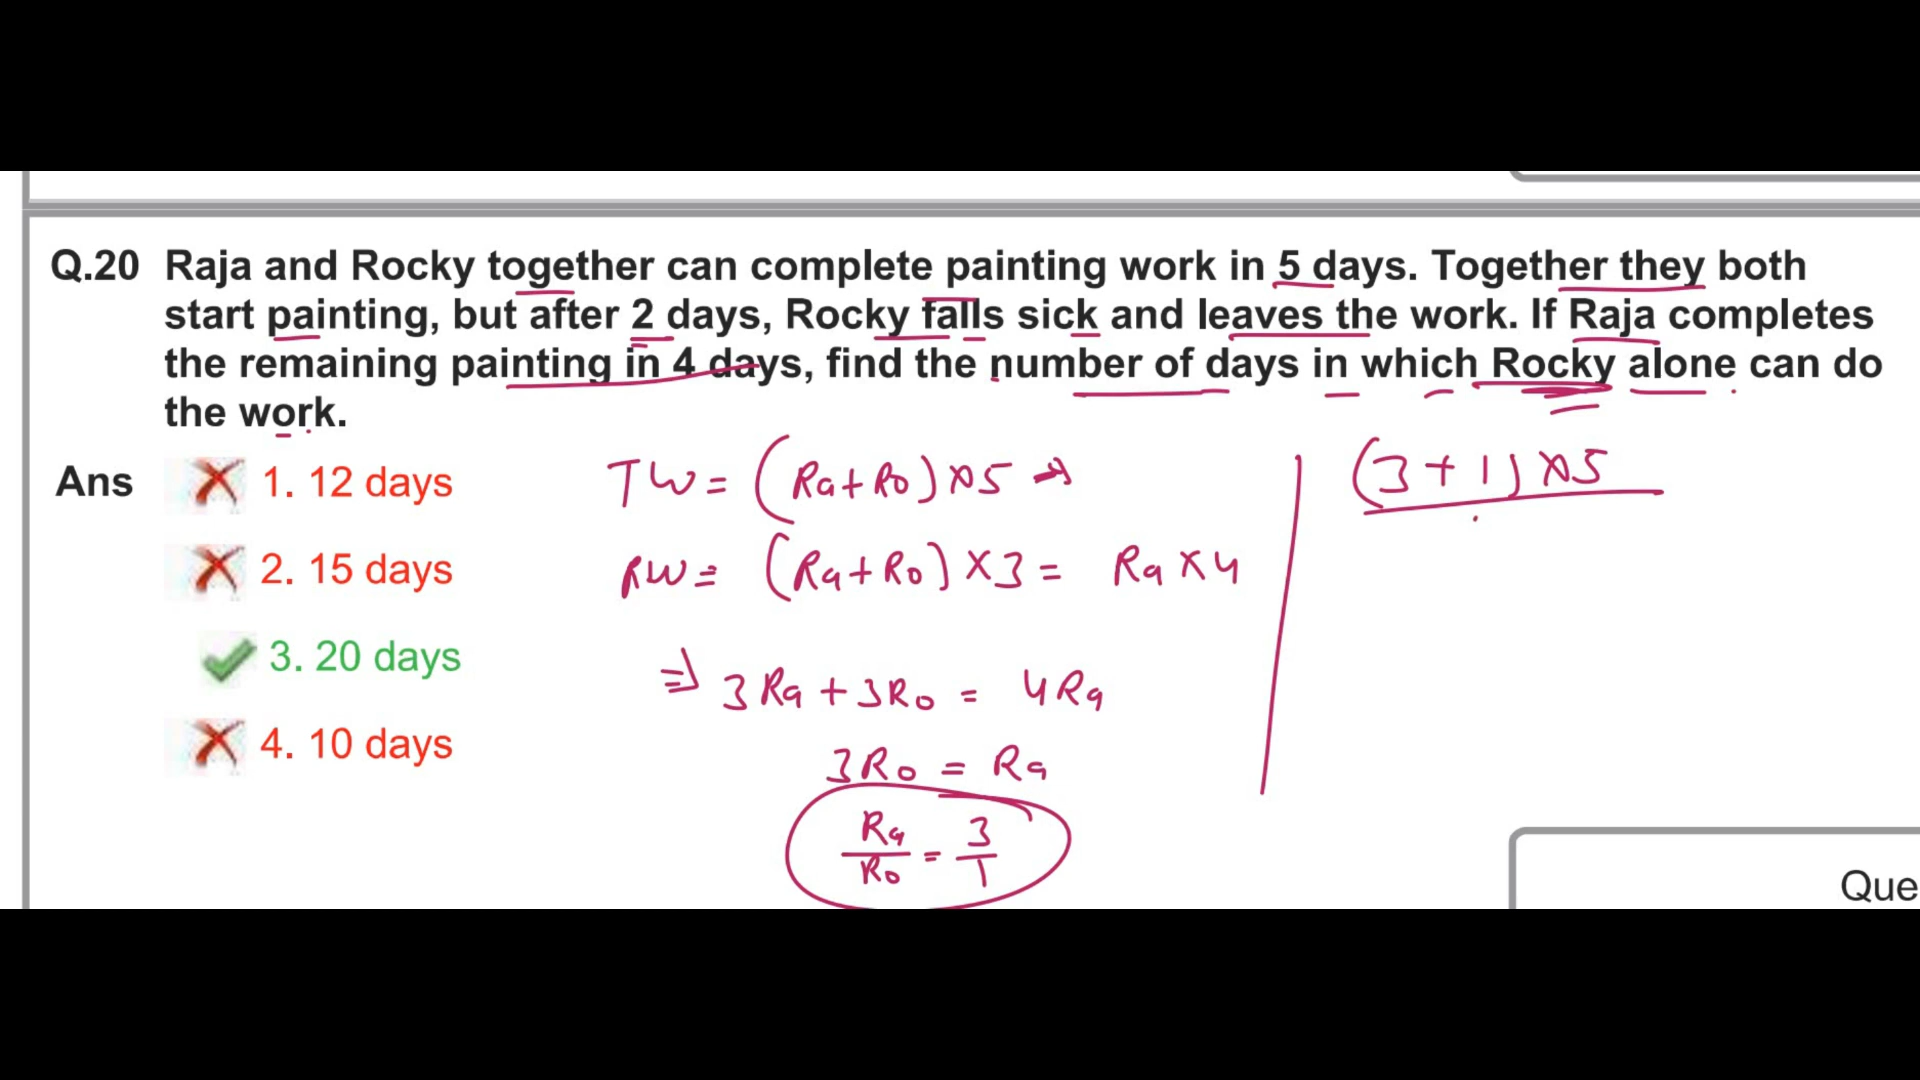 Q.20 Raja and Rocky together can complete painting work in 5 days. Together they both
start painting, but after 2 days, Rocky falls sick and leaves the work. If Raja completes
the remaining painting in 4 days, find the number of days in which Rocky alone can do
the work.
Ans
1. 12 days
2. 15 days
3. 20 days
4. 10 days
TW = (Ra + Ro) × 5 →
RW = (Ra + Ro) × 3 = Ra × 4
⇒ 3Ra + 3Ro = 4Ra
3Ro = Ra
Ra/Ro = 3/1
(3 + 1) × 5
Que